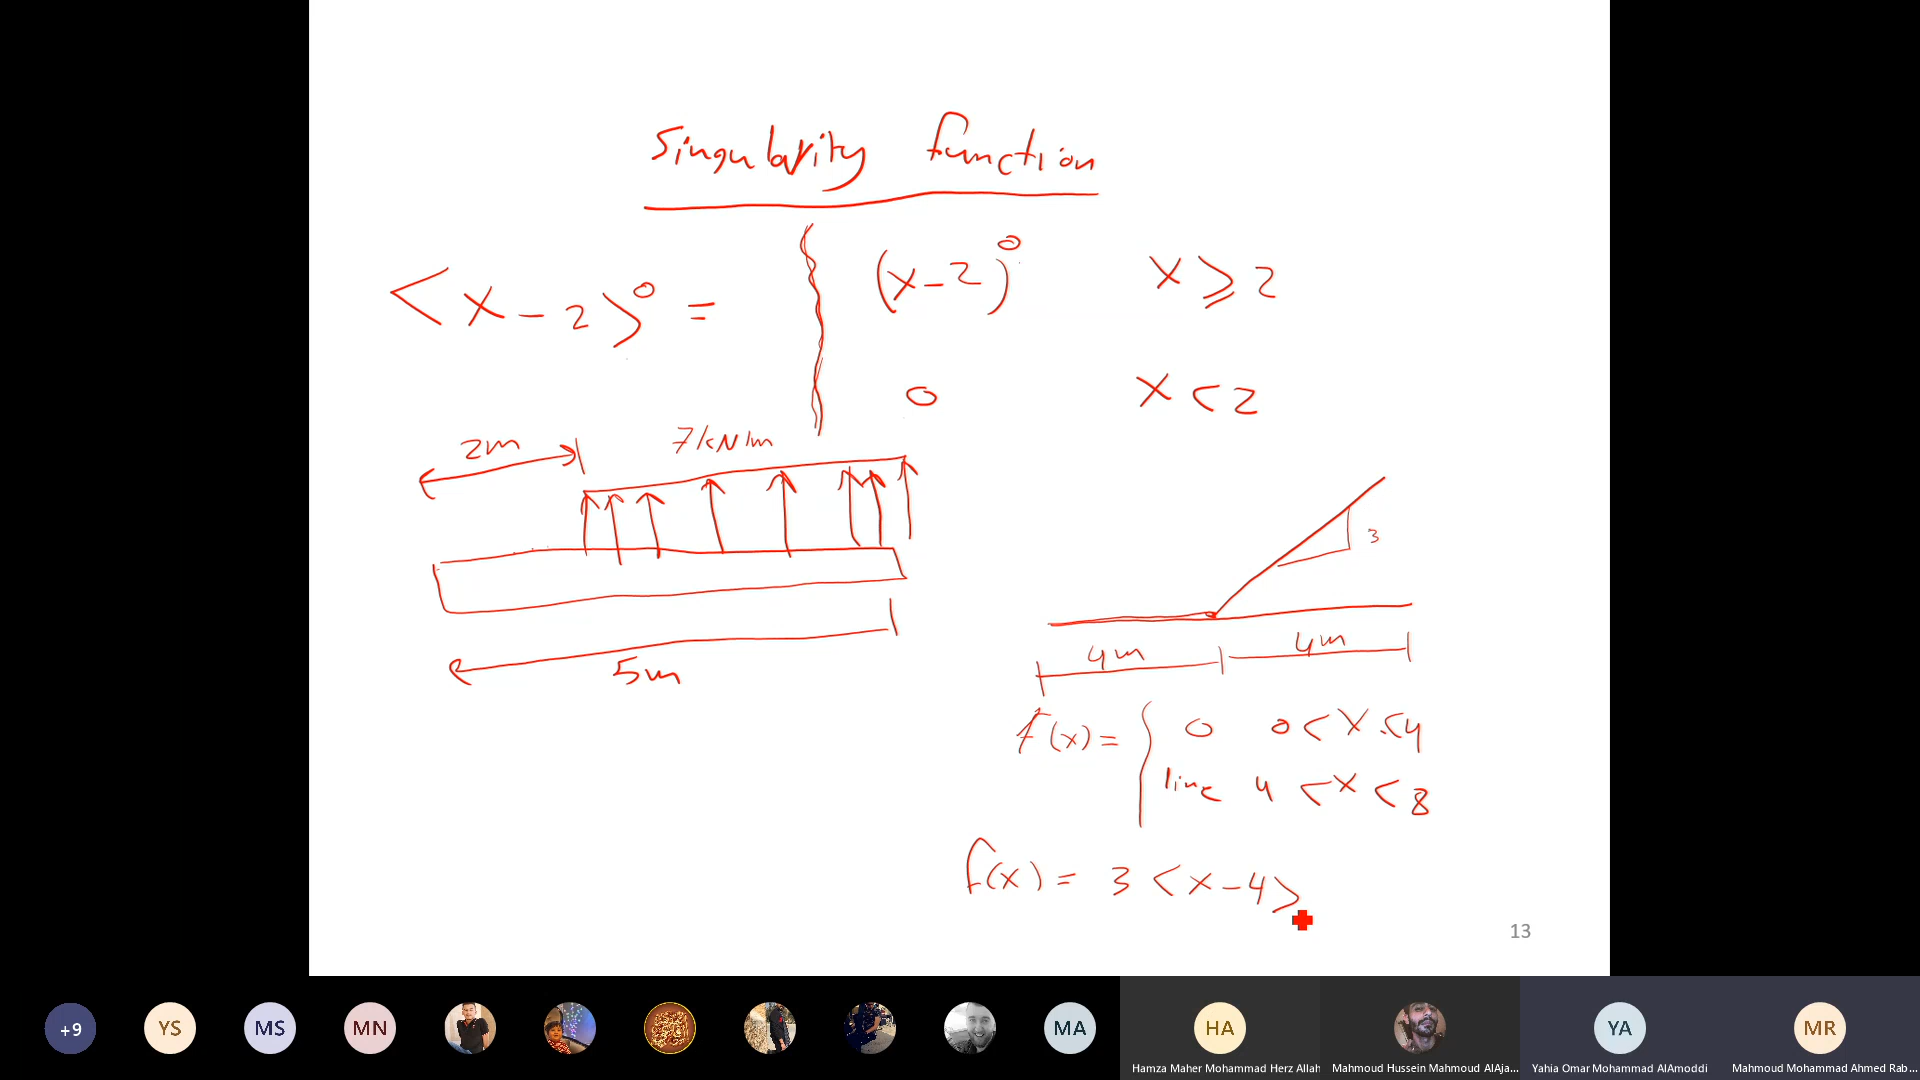 Singularity function
<x-2>⁰ = { (x-2)⁰ x ⩾ 2
0 x < 2
2m 7kN/m
3
5m
4m 4m
f(x) = { 0 0 < x < 4
line 4 < x < 8
f(x) = 3 <x-4>
13
+9 YS MS MN MA HA YA MR
Hamza Maher Mohammad Herz Allah Mahmoud Hussein Mahmoud AlAja... Yahia Omar Mohammad AlAmoddi Mahmoud Mohammad Ahmed Rab...